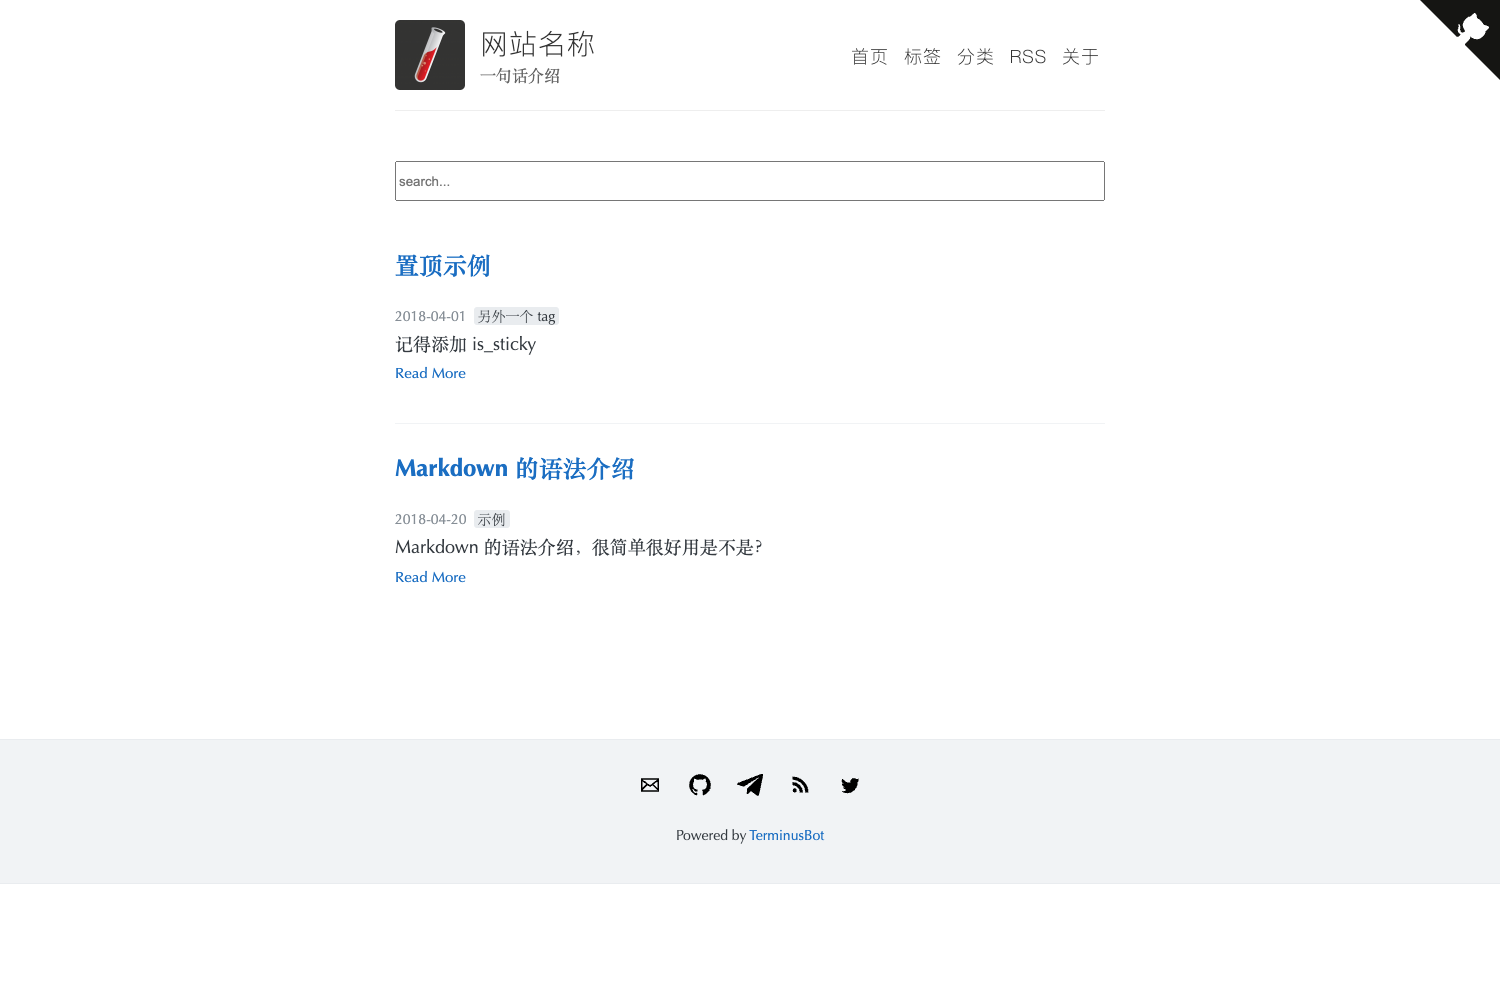 网站名称
一句话介绍
首页 标签 分类 RSS 关于
search...
置顶示例
2018-04-01 另外一个 tag
记得添加 is_sticky
Read More
Markdown 的语法介绍
2018-04-20 示例
Markdown 的语法介绍，很简单很好用是不是？
Read More
Powered by TerminusBot